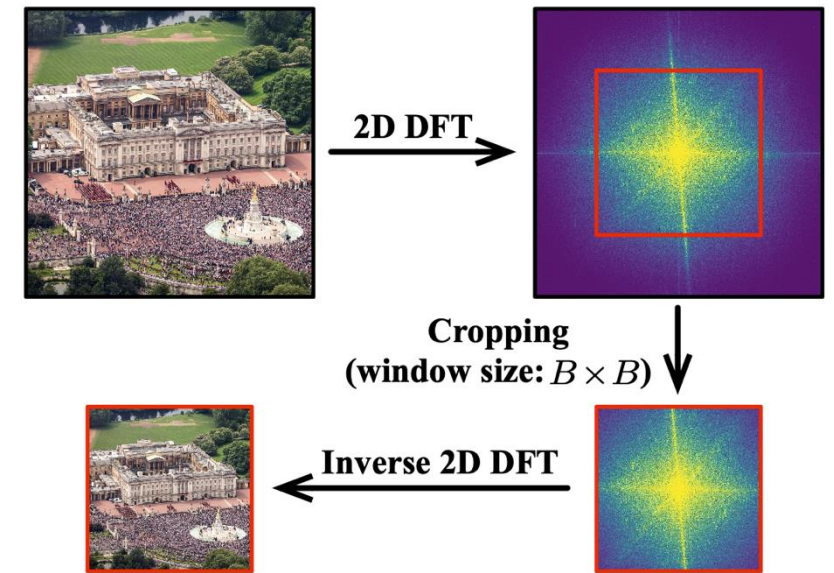 2D DFT
Cropping
(window size: B × B)
Inverse 2D DFT